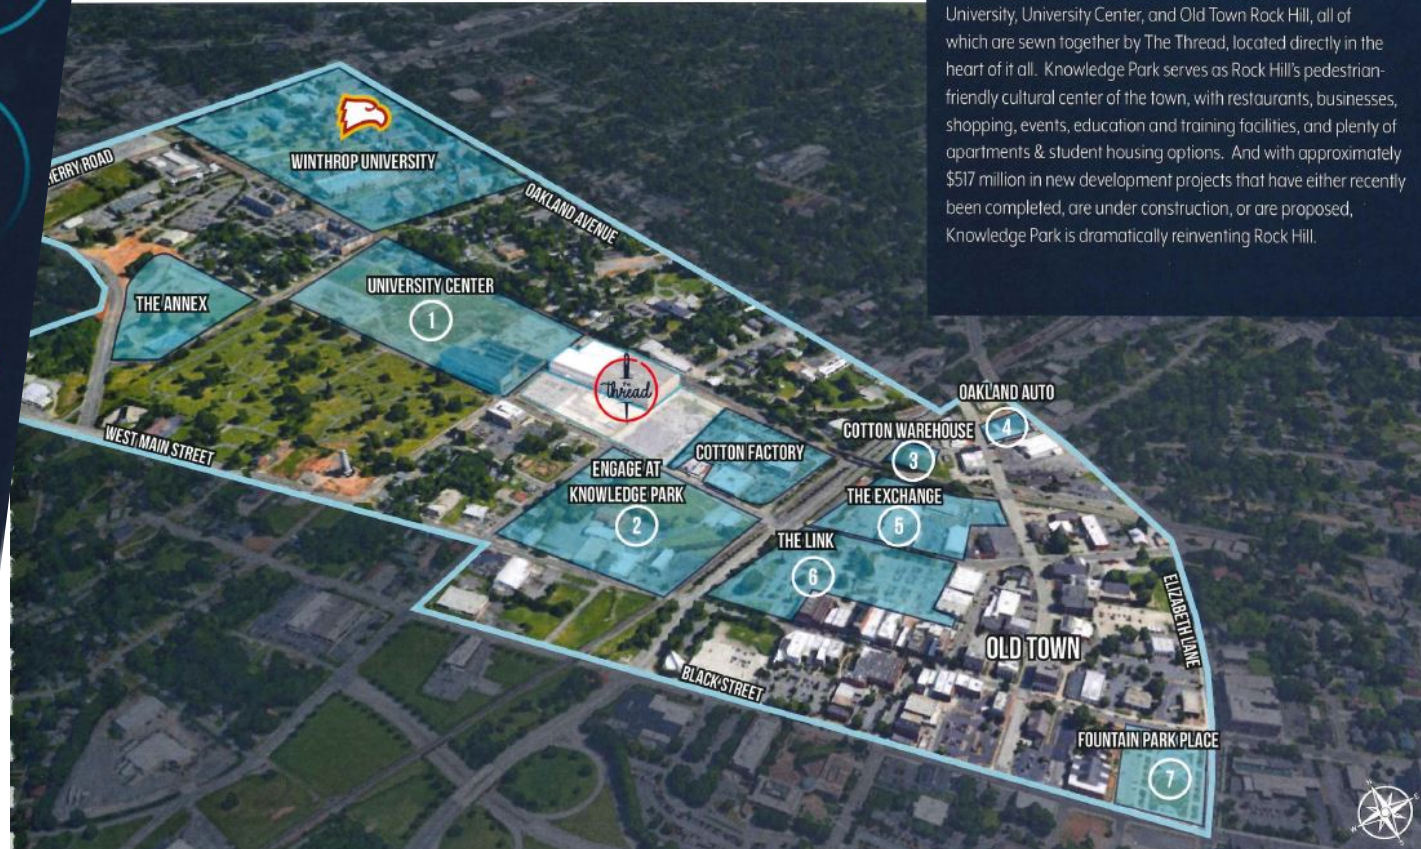 University, University Center, and Old Town Rock Hill, all of
which are sewn together by The Thread, located directly in the
heart of it all. Knowledge Park serves as Rock Hill's pedestrian-
friendly cultural center of the town, with restaurants, businesses,
shopping, events, education and training facilities, and plenty of
apartments & student housing options. And with approximately
$517 million in new development projects that have either recently
been completed, are under construction, or are proposed,
Knowledge Park is dramatically reinventing Rock Hill.
WINTHROP UNIVERSITY
HERRY ROAD
OAKLAND AVENUE
UNIVERSITY CENTER
1
THE ANNEX
the
Thread
OAKLAND AUTO
4
COTTON WAREHOUSE
3
WEST MAIN STREET
COTTON FACTORY
ENGAGE AT
KNOWLEDGE PARK
2
THE EXCHANGE
5
THE LINK
6
ELIZABETH LANE
OLD TOWN
BLACK STREET
FOUNTAIN PARK PLACE
7
N
E
S
W